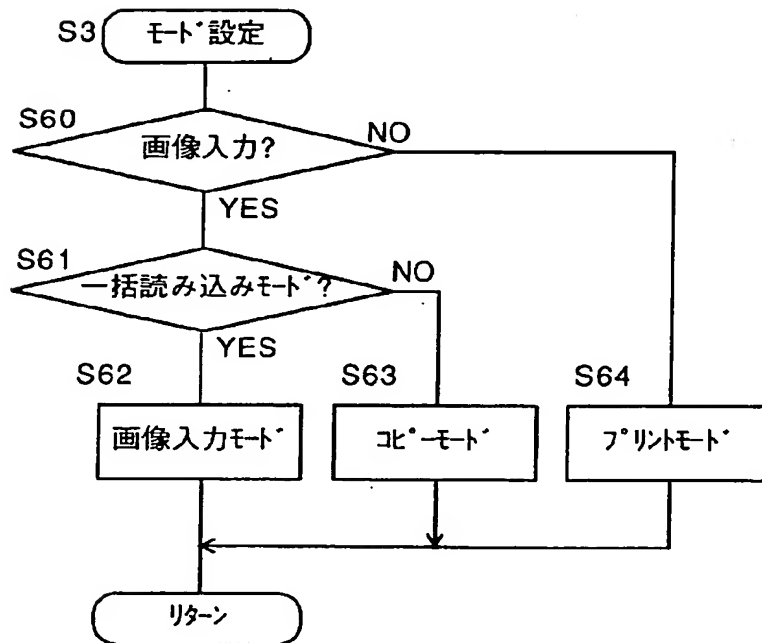 S3
ﾓｰﾄﾞ設定
S60
画像入力?
NO
YES
S61
一括読み込みﾓｰﾄﾞ?
NO
YES
S62
S63
S64
画像入力ﾓｰﾄﾞ
ｺﾋﾟｰﾓｰﾄﾞ
ﾌﾟﾘﾝﾄﾓｰﾄﾞ
ﾘﾀｰﾝ